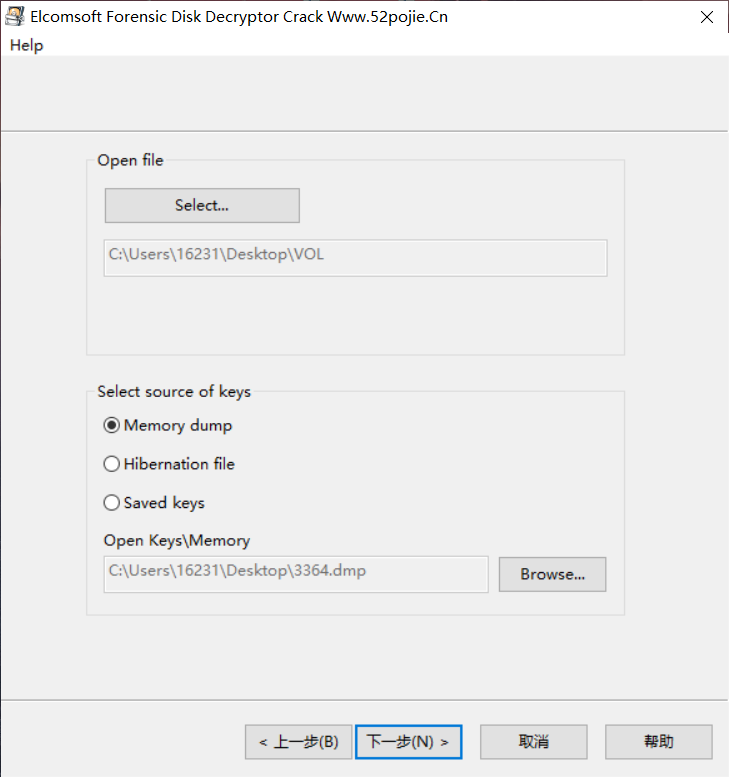 Elcomsoft Forensic Disk Decryptor Crack Www.52pojie.Cn
Help
Open file
Select...
C:\Users\16231\Desktop\VOL
Select source of keys
Memory dump
Hibernation file
Saved keys
Open Keys\Memory
C:\Users\16231\Desktop\3364.dmp
Browse...
< 上一步(B) 下一步(N) > 取消 帮助